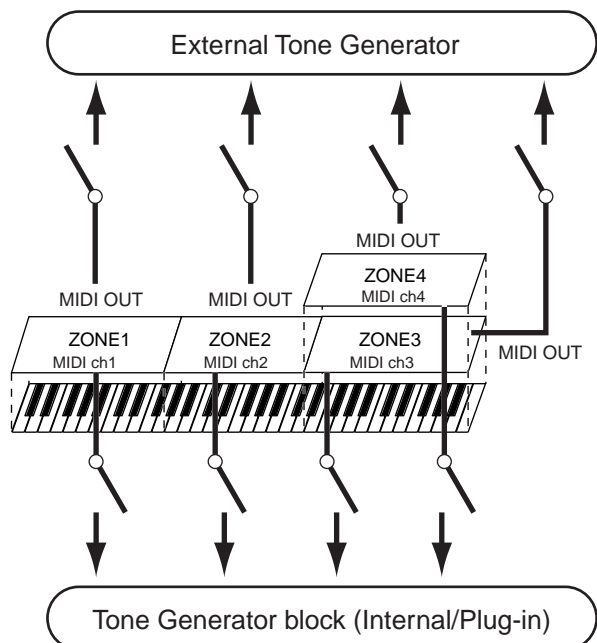 External Tone Generator
MIDI OUT
ZONE4
MIDI ch4
MIDI OUT
MIDI OUT
ZONE1
MIDI ch1
ZONE2
MIDI ch2
ZONE3
MIDI ch3
MIDI OUT
Tone Generator block (Internal/Plug-in)